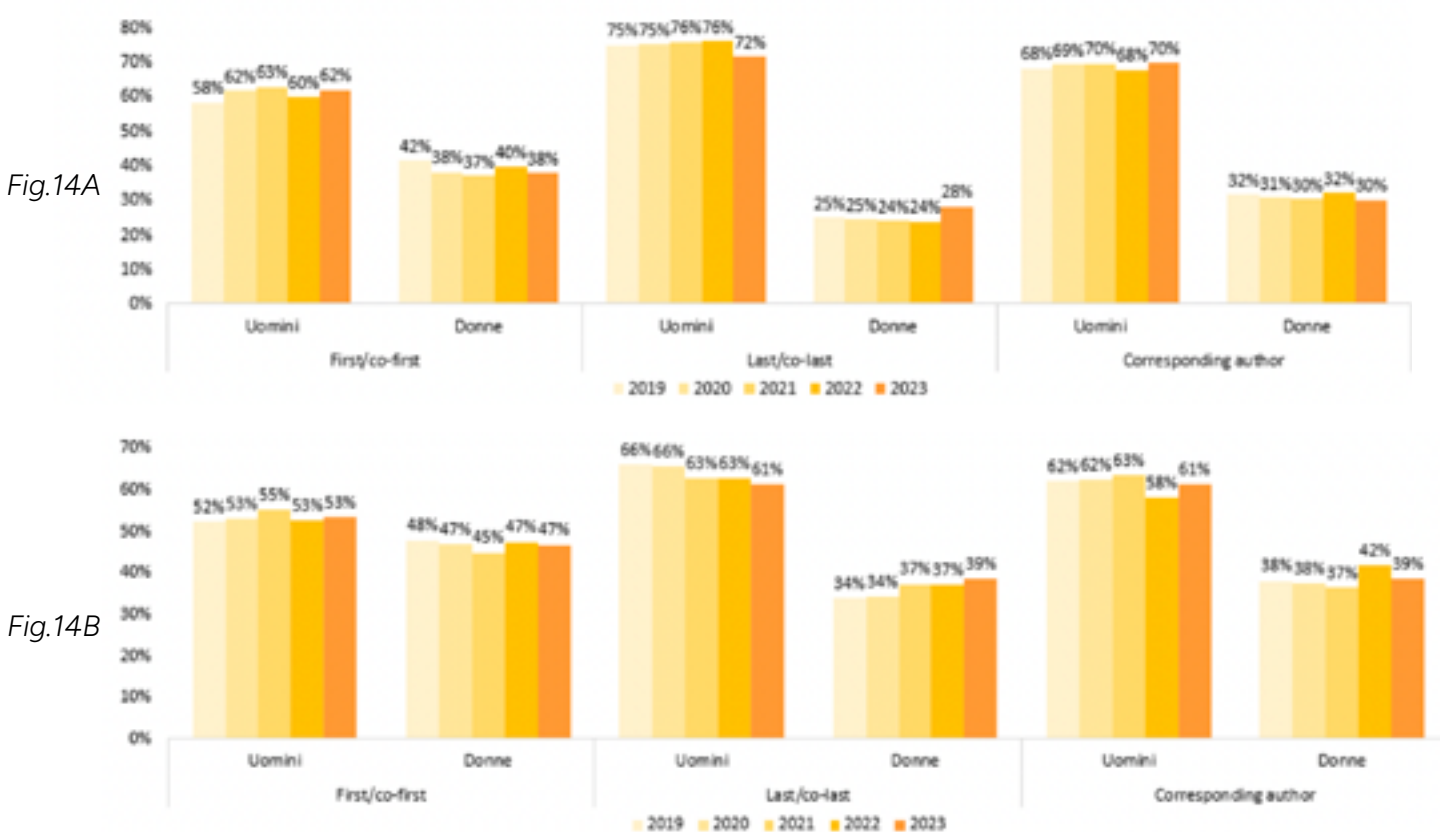 Fig.14A
80%
70%
60%
50%
40%
30%
20%
10%
0%
58% 62% 63% 60% 62%
42% 38% 37% 40% 38%
75% 75% 76% 76% 72%
25% 25% 24% 24% 28%
68% 69% 70% 68% 70%
32% 31% 30% 32% 30%
Uomini Donne Uomini Donne Uomini Donne
First/co-first Last/co-last Corresponding author
2019 2020 2021 2022 2023
Fig.14B
70%
60%
50%
40%
30%
20%
10%
0%
52% 53% 55% 53% 53%
48% 47% 45% 47% 47%
66% 66% 63% 63% 61%
34% 34% 37% 37% 39%
62% 62% 63% 58% 61%
38% 38% 37% 42% 39%
Uomini Donne Uomini Donne Uomini Donne
First/co-first Last/co-last Corresponding author
2019 2020 2021 2022 2023